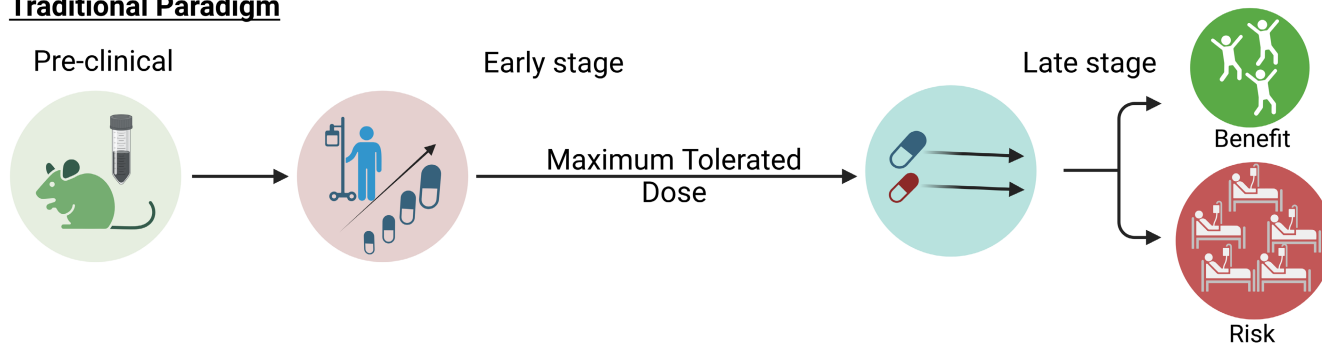 Traditional Paradigm
Pre-clinical
Early stage
Late stage
Maximum Tolerated
Dose
Benefit
Risk